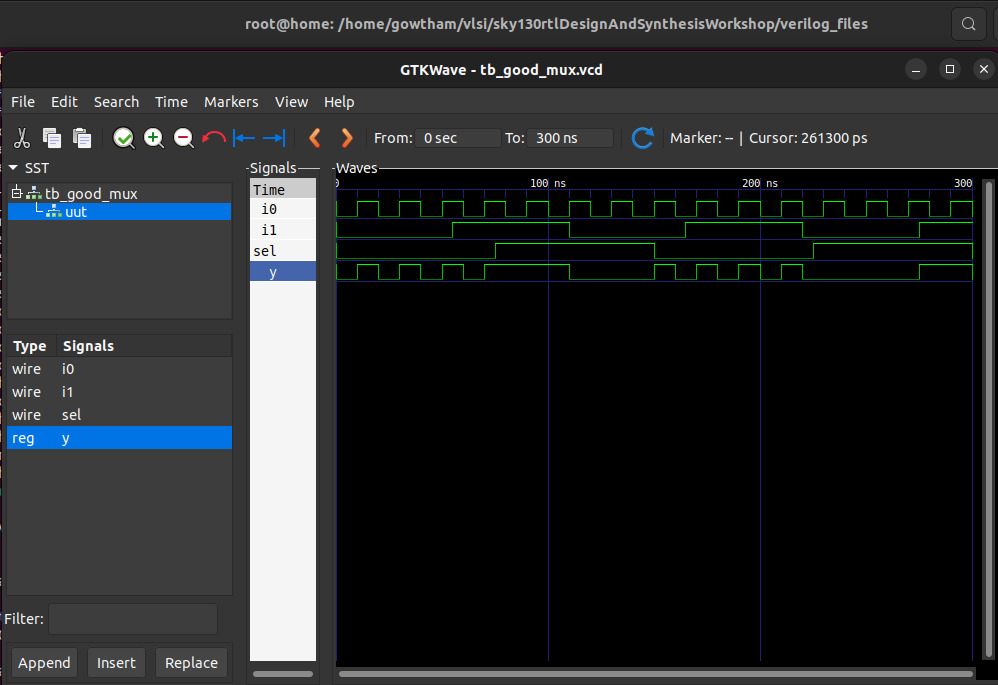 root@home: /home/gowtham/vlsi/sky130rtlDesignAndSynthesisWorkshop/verilog_files
GTKWave - tb_good_mux.vcd
File Edit Search Time Markers View Help
From: 0 sec To: 300 ns Marker: -- | Cursor: 261300 ps
SST
tb_good_mux
uut
Type Signals
wire i0
wire i1
wire sel
reg y
Filter:
Append Insert Replace
Signals
Time
i0
i1
sel
y
Waves
0 100 ns 200 ns 300